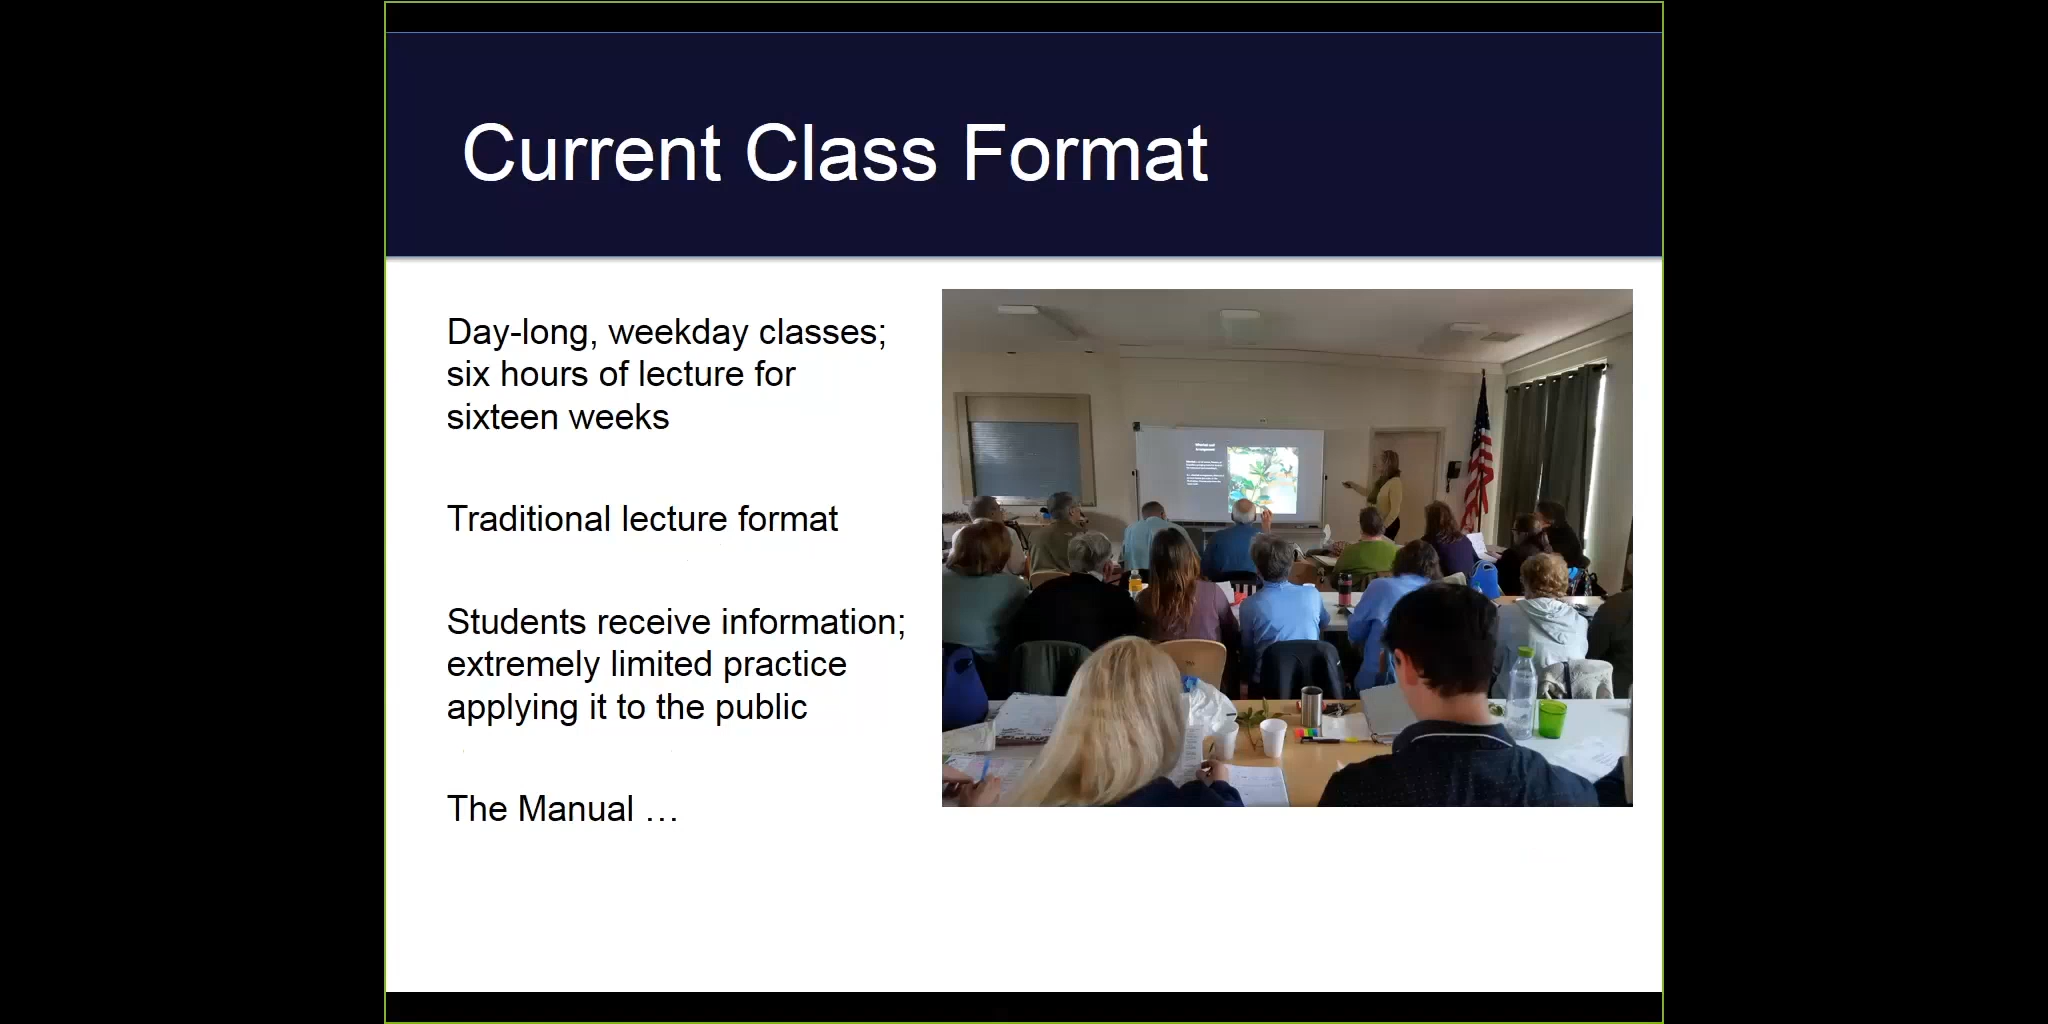 Current Class Format
Day-long, weekday classes;
six hours of lecture for
sixteen weeks
Traditional lecture format
Students receive information;
extremely limited practice
applying it to the public
The Manual …